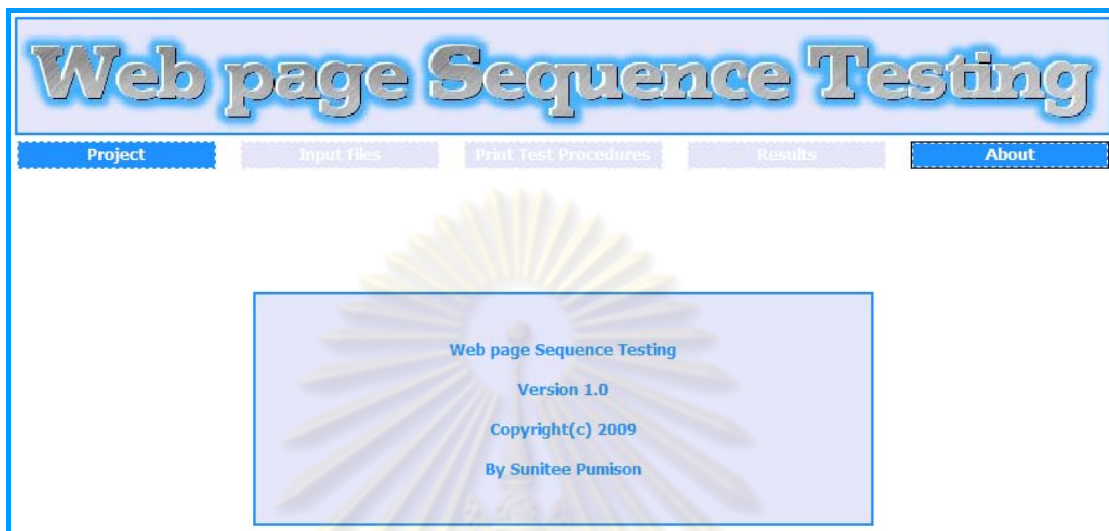 Web page Sequence Testing
Project Input Files Print Test Procedures Results About
Web page Sequence Testing
Version 1.0
Copyright(c) 2009
By Sunitee Pumison